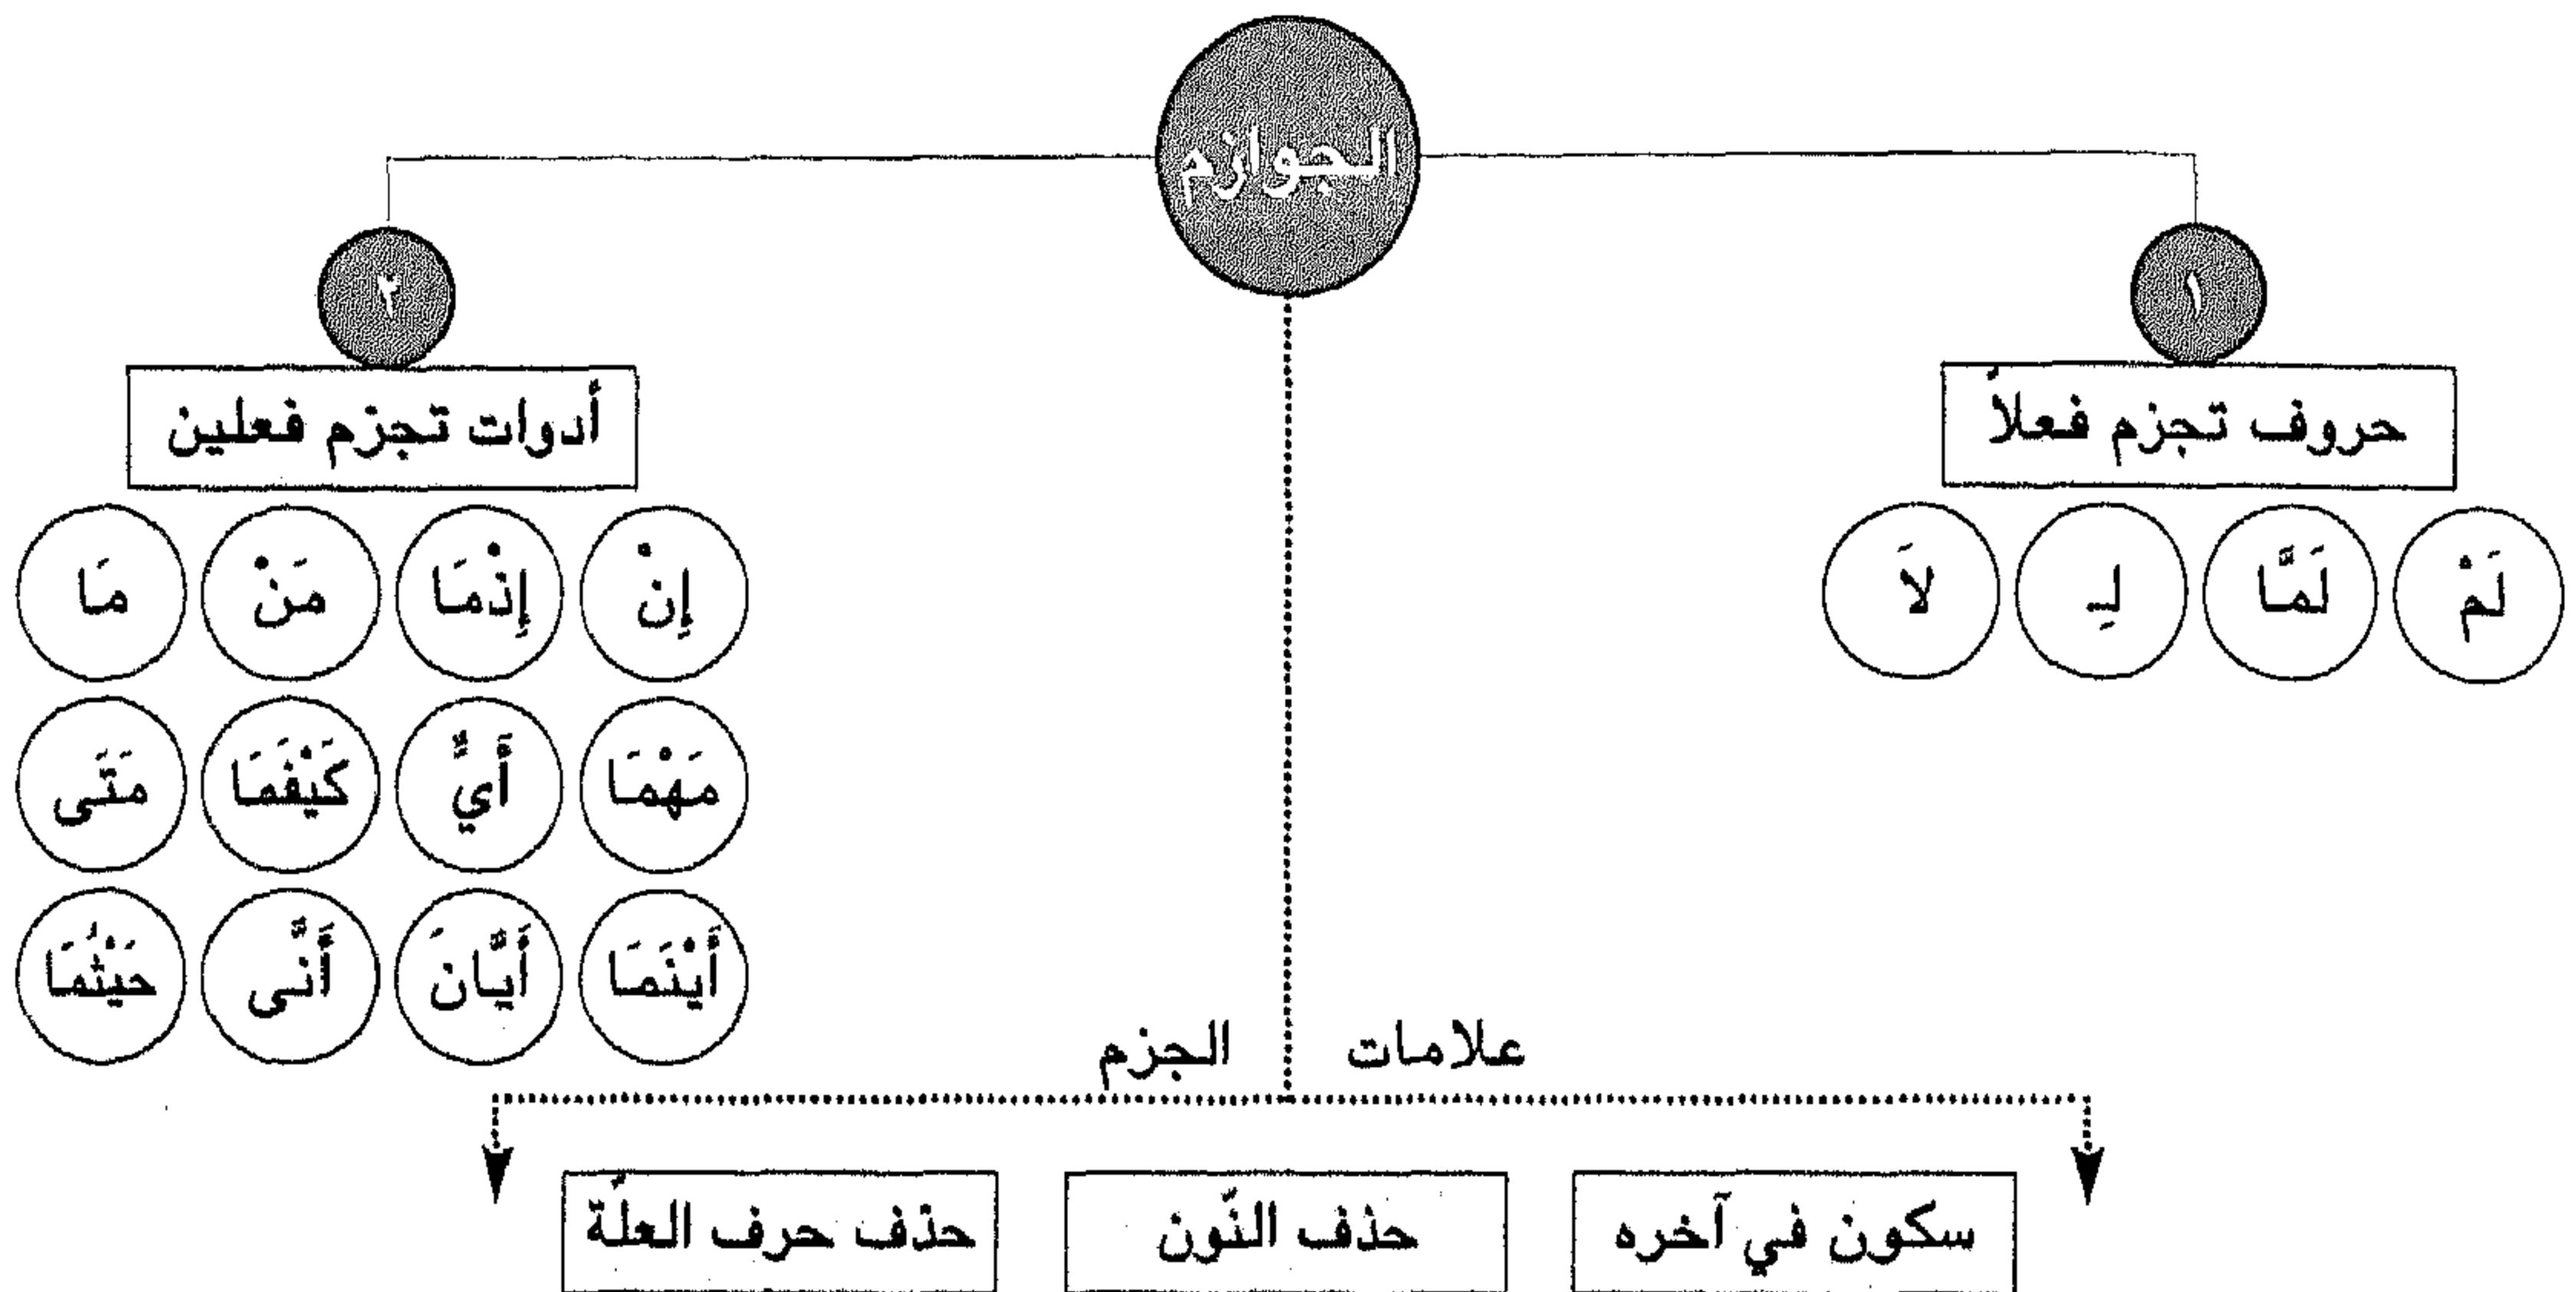 الجوازم
١
حروف تجزم فعلاً
لَمْ لَمَّا لِـ لاَ
٢
أدوات تجزم فعلين
إِنْ إِذْمَا مَنْ مَا
مَهْمَا أَيٌّ كَيْفَمَا مَتَى
أَيْنَمَا أَيَّانَ أَنَّى حَيْثُمَا
علامات الجزم
سكون في آخره حذف النّون حذف حرف العلّة